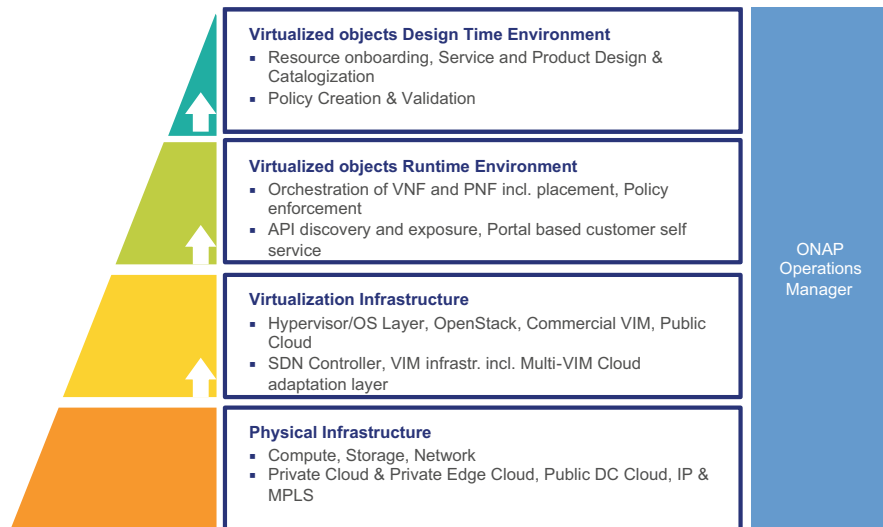 Virtualized objects Design Time Environment
▪ Resource onboarding, Service and Product Design &
Catalogization
▪ Policy Creation & Validation
Virtualized objects Runtime Environment
▪ Orchestration of VNF and PNF incl. placement, Policy
enforcement
▪ API discovery and exposure, Portal based customer self
service
Virtualization Infrastructure
▪ Hypervisor/OS Layer, OpenStack, Commercial VIM, Public
Cloud
▪ SDN Controller, VIM infrastr. incl. Multi-VIM Cloud
adaptation layer
Physical Infrastructure
▪ Compute, Storage, Network
▪ Private Cloud & Private Edge Cloud, Public DC Cloud, IP &
MPLS
ONAP
Operations
Manager